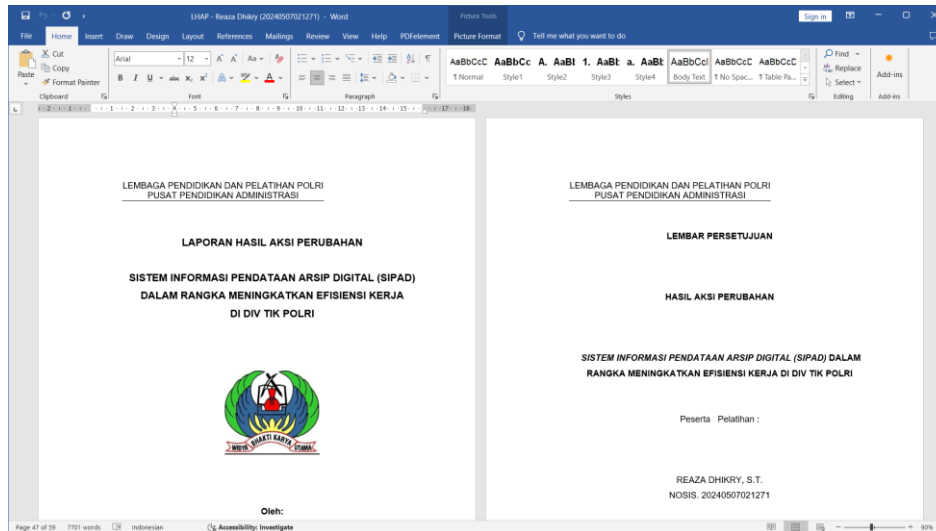 LHAP - Reaza Dhikry (20240507021271) - Word
Picture Tools
Sign in
File Home Insert Draw Design Layout References Mailings Review View Help PDFelement Picture Format Tell me what you want to do
Paste
Cut
Copy
Format Painter
Clipboard
Arial 12
Font
Paragraph
AaBbCcC AaBbCc A. AaBl 1. AaBb a. AaBb AaBbCcI AaBbCcC AaBbCcC
¶ Normal Style1 Style2 Style3 Style4 Body Text ¶ No Spac... ¶ Table Pa...
Styles
Find
Replace
Select
Editing
Add-ins
Add-ins
LEMBAGA PENDIDIKAN DAN PELATIHAN POLRI
PUSAT PENDIDIKAN ADMINISTRASI
LAPORAN HASIL AKSI PERUBAHAN
SISTEM INFORMASI PENDATAAN ARSIP DIGITAL (SIPAD)
DALAM RANGKA MENINGKATKAN EFISIENSI KERJA
DI DIV TIK POLRI
WIDYA BHAKTI KARYA UTAMA
Oleh:
LEMBAGA PENDIDIKAN DAN PELATIHAN POLRI
PUSAT PENDIDIKAN ADMINISTRASI
LEMBAR PERSETUJUAN
HASIL AKSI PERUBAHAN
SISTEM INFORMASI PENDATAAN ARSIP DIGITAL (SIPAD) DALAM
RANGKA MENINGKATKAN EFISIENSI KERJA DI DIV TIK POLRI
Peserta Pelatihan :
REAZA DHIKRY, S.T.
NOSIS. 20240507021271
Page 47 of 59 7701 words Indonesian Accessibility: Investigate 90%